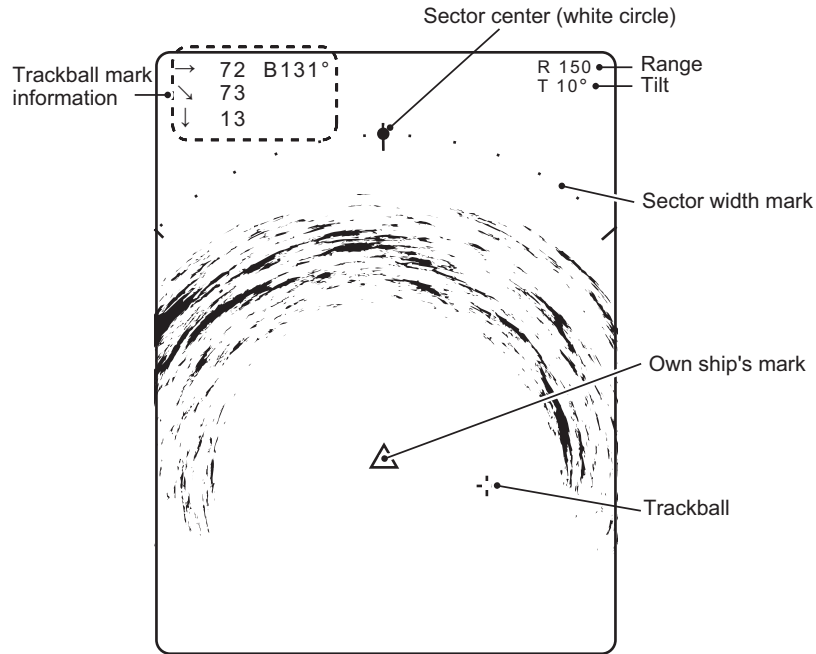 Sector center (white circle)
Trackball mark
information
→ 72 B131°
↘ 73
↓ 13
R 150
T 10°
Range
Tilt
Sector width mark
Own ship's mark
Trackball